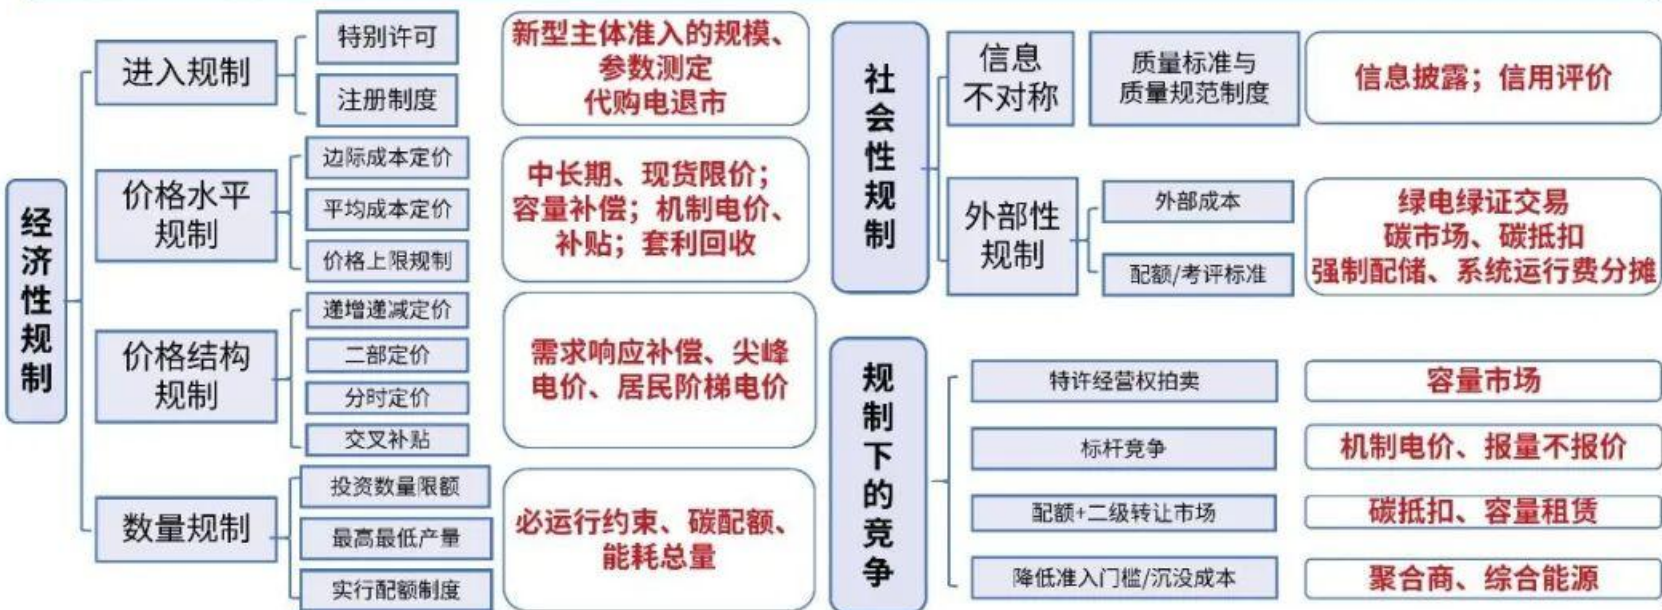 经济性规制
进入规制
特别许可
注册制度
新型主体准入的规模、
参数测定
代购电退市
价格水平
规制
边际成本定价
平均成本定价
价格上限规制
中长期、现货限价；
容量补偿；机制电价、
补贴；套利回收
价格结构
规制
递增递减定价
二部定价
分时定价
交叉补贴
需求响应补偿、尖峰
电价、居民阶梯电价
数量规制
投资数量限额
最高最低产量
实行配额制度
必运行约束、碳配额、
能耗总量
社会性规制
信息
不对称
质量标准与
质量规范制度
信息披露；信用评价
外部性
规制
外部成本
配额/考评标准
绿电绿证交易
碳市场、碳抵扣
强制配储、系统运行费分摊
规制下的竞争
特许经营权拍卖
容量市场
标杆竞争
机制电价、报量不报价
配额+二级转让市场
碳抵扣、容量租赁
降低准入门槛/沉没成本
聚合商、综合能源